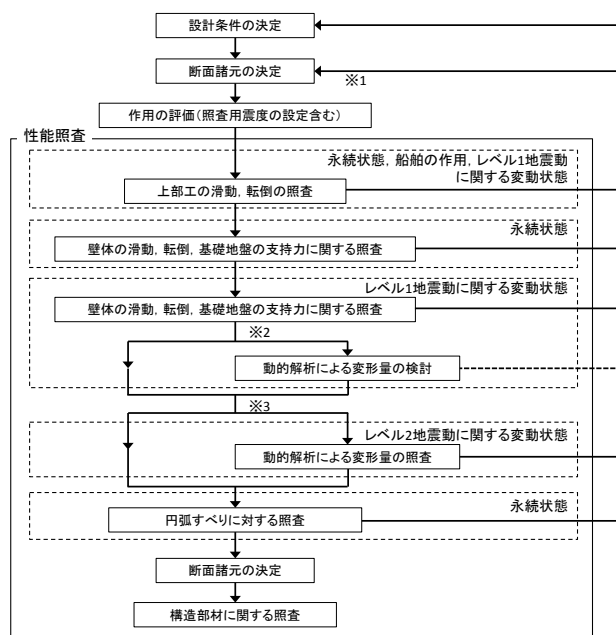 設計条件の決定
断面諸元の決定
※1
作用の評価（照査用震度の設定含む）
性能照査
永続状態，船舶の作用，レベル1地震動
に関する変動状態
上部工の滑動，転倒の照査
永続状態
壁体の滑動，転倒，基礎地盤の支持力に関する照査
レベル1地震動に関する変動状態
壁体の滑動，転倒，基礎地盤の支持力に関する照査
※2
動的解析による変形量の検討
※3
レベル2地震動に関する変動状態
動的解析による変形量の照査
永続状態
円弧すべりに対する照査
断面諸元の決定
構造部材に関する照査